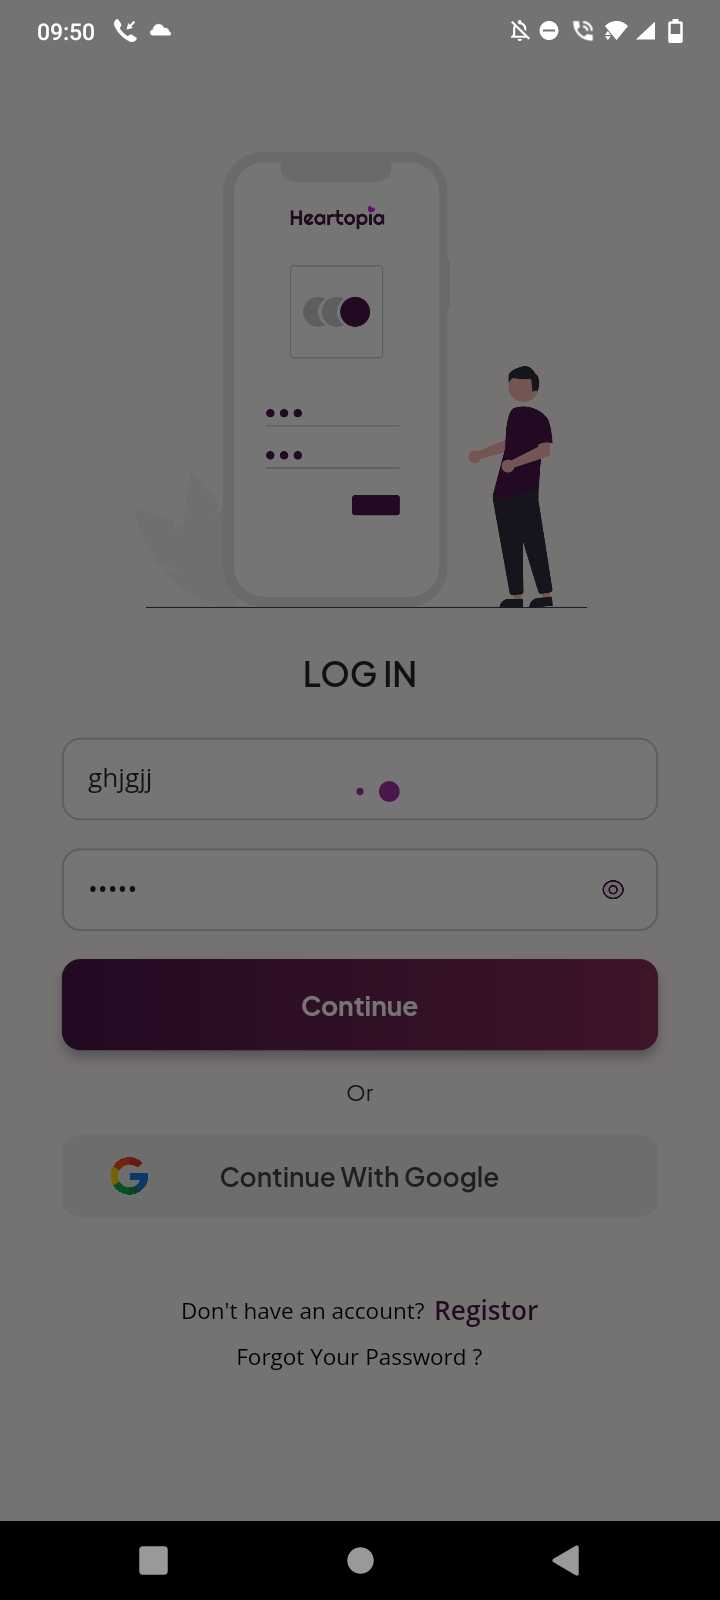 09:50
Heartopia
LOG IN
ghjgjj
•••••
Continue
Or
Continue With Google
Don't have an account? Registor
Forgot Your Password ?